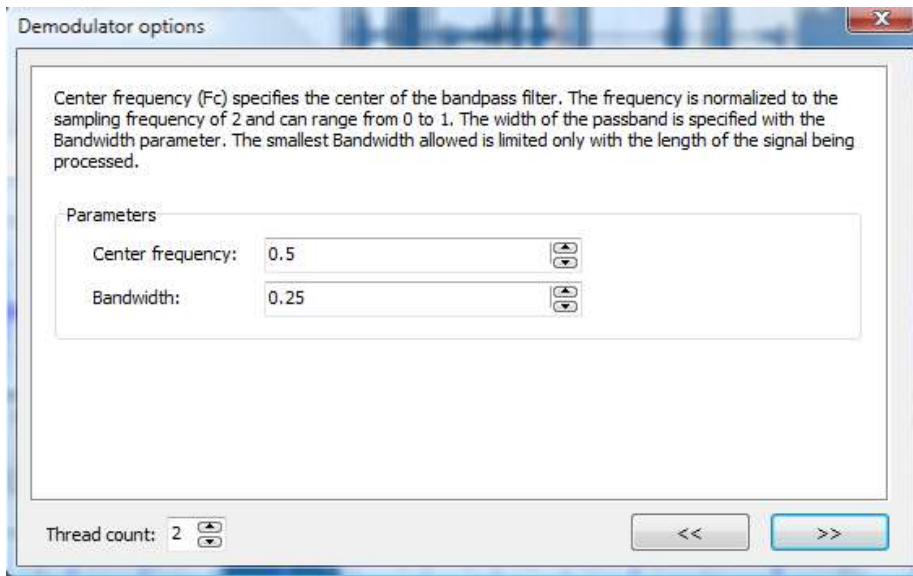 Demodulator options
X
Center frequency (Fc) specifies the center of the bandpass filter. The frequency is normalized to the
sampling frequency of 2 and can range from 0 to 1. The width of the passband is specified with the
Bandwidth parameter. The smallest Bandwidth allowed is limited only with the length of the signal being
processed.
Parameters
Center frequency: 0.5
Bandwidth: 0.25
Thread count: 2 << >>